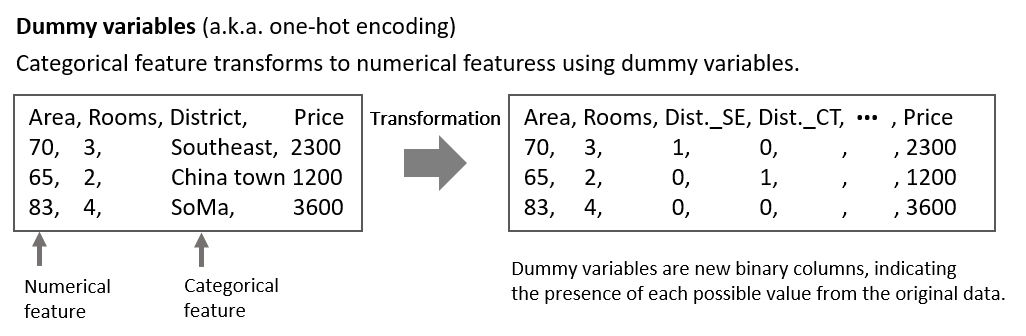 Dummy variables (a.k.a. one-hot encoding)
Categorical feature transforms to numerical featuress using dummy variables.
Area, Rooms, District, Price
70, 3, Southeast, 2300
65, 2, China town 1200
83, 4, SoMa, 3600
Numerical
feature
Categorical
feature
Transformation
Area, Rooms, Dist._SE, Dist._CT, ••• , Price
70, 3, 1, 0, , , 2300
65, 2, 0, 1, , , 1200
83, 4, 0, 0, , , 3600
Dummy variables are new binary columns, indicating
the presence of each possible value from the original data.